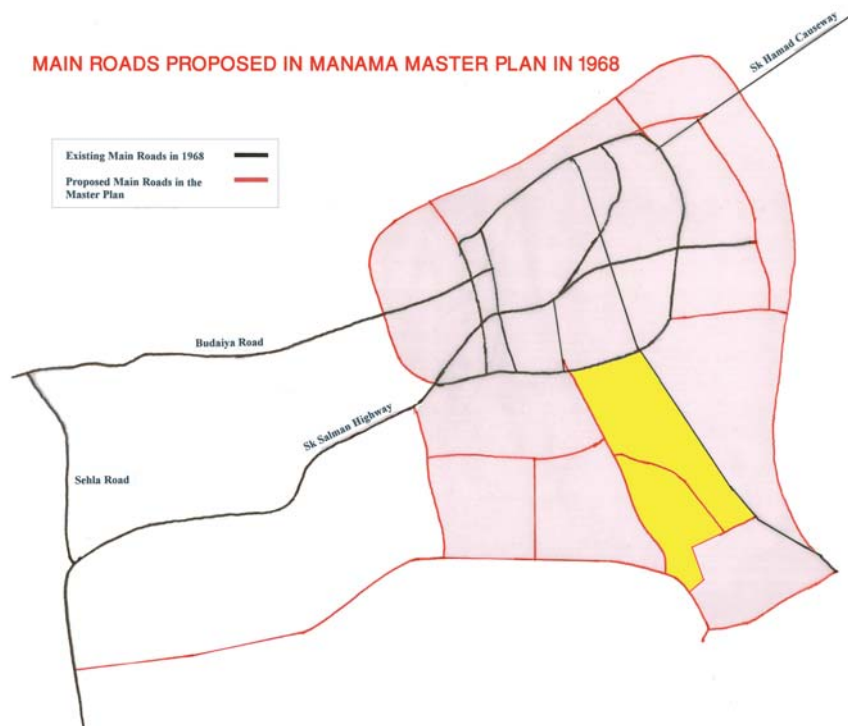 MAIN ROADS PROPOSED IN MANAMA MASTER PLAN IN 1968
Sk Hamad Causeway
Existing Main Roads in 1968
Proposed Main Roads in the
Master Plan
Budaiya Road
Sk Salman Highway
Sehla Road